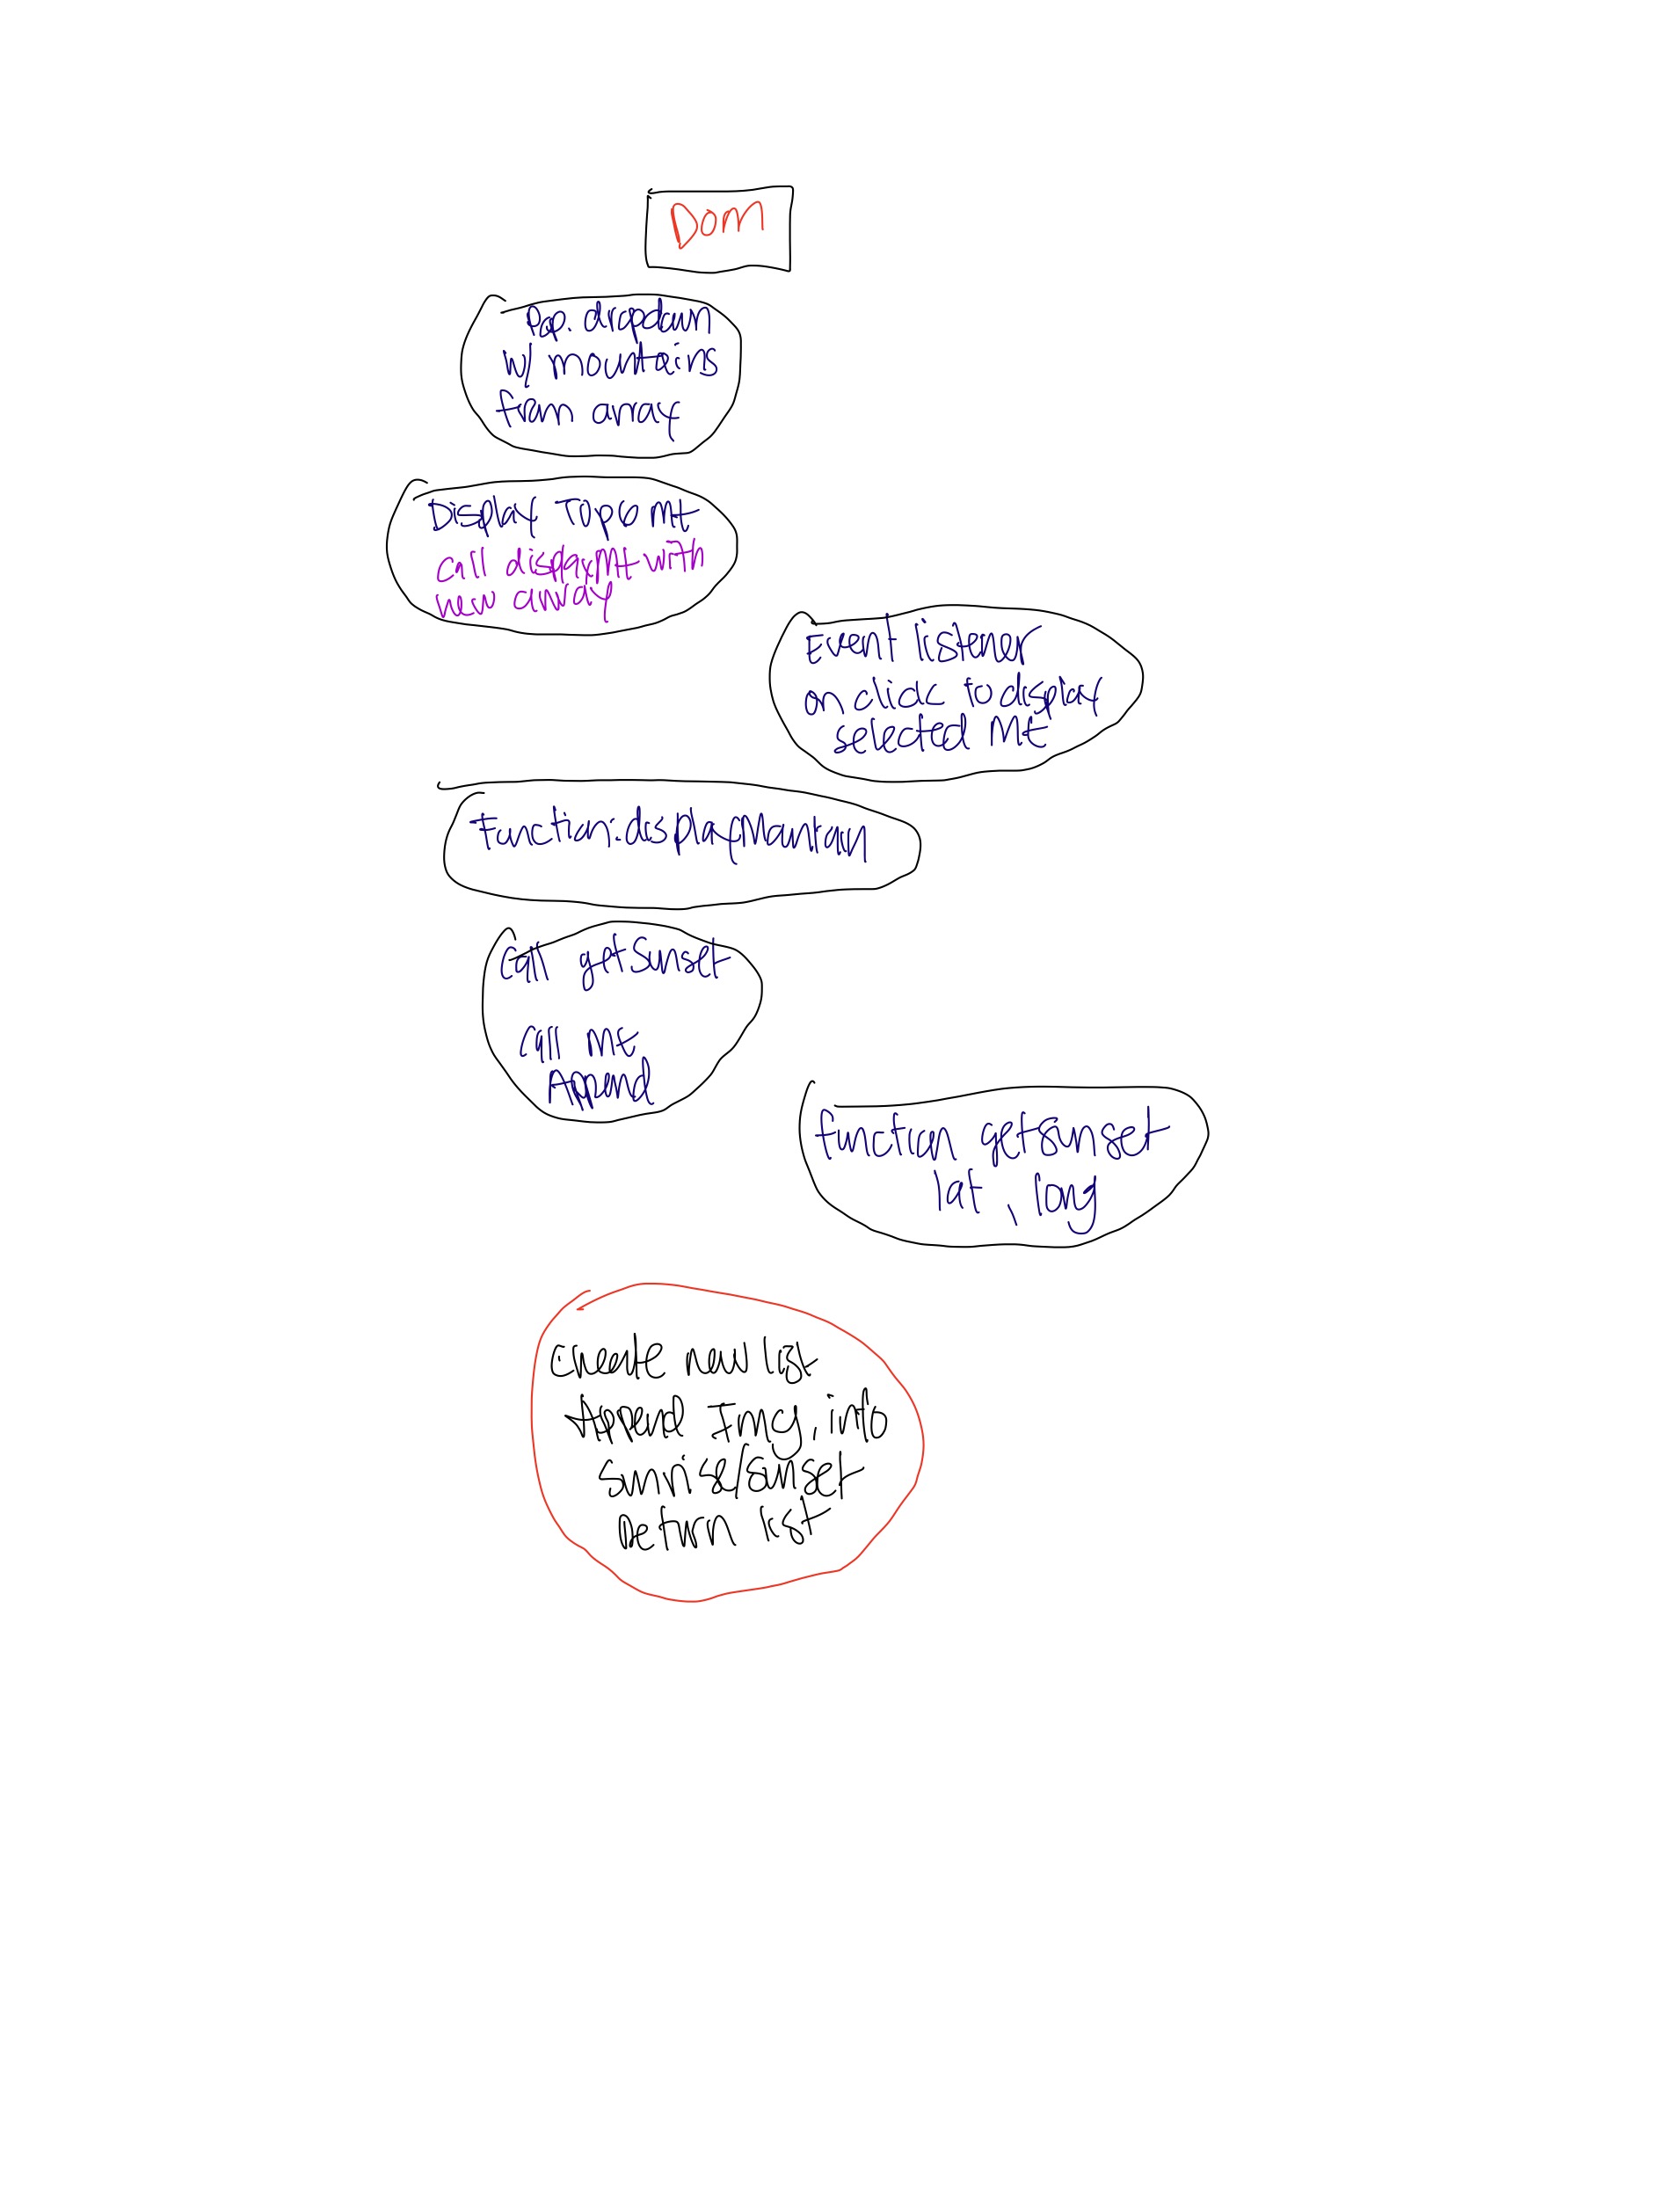 Dom
Pop. dropdown
w/ mountains
from array
Display Topo Mt
call displayMt with
new array
Event listener
on click to display
selected Mt
Function: displayMountain
Call getSunset
call Mt
Append
function getSunset
lat, long
create new list
Append Img, info
sunrise/sunset
Return list